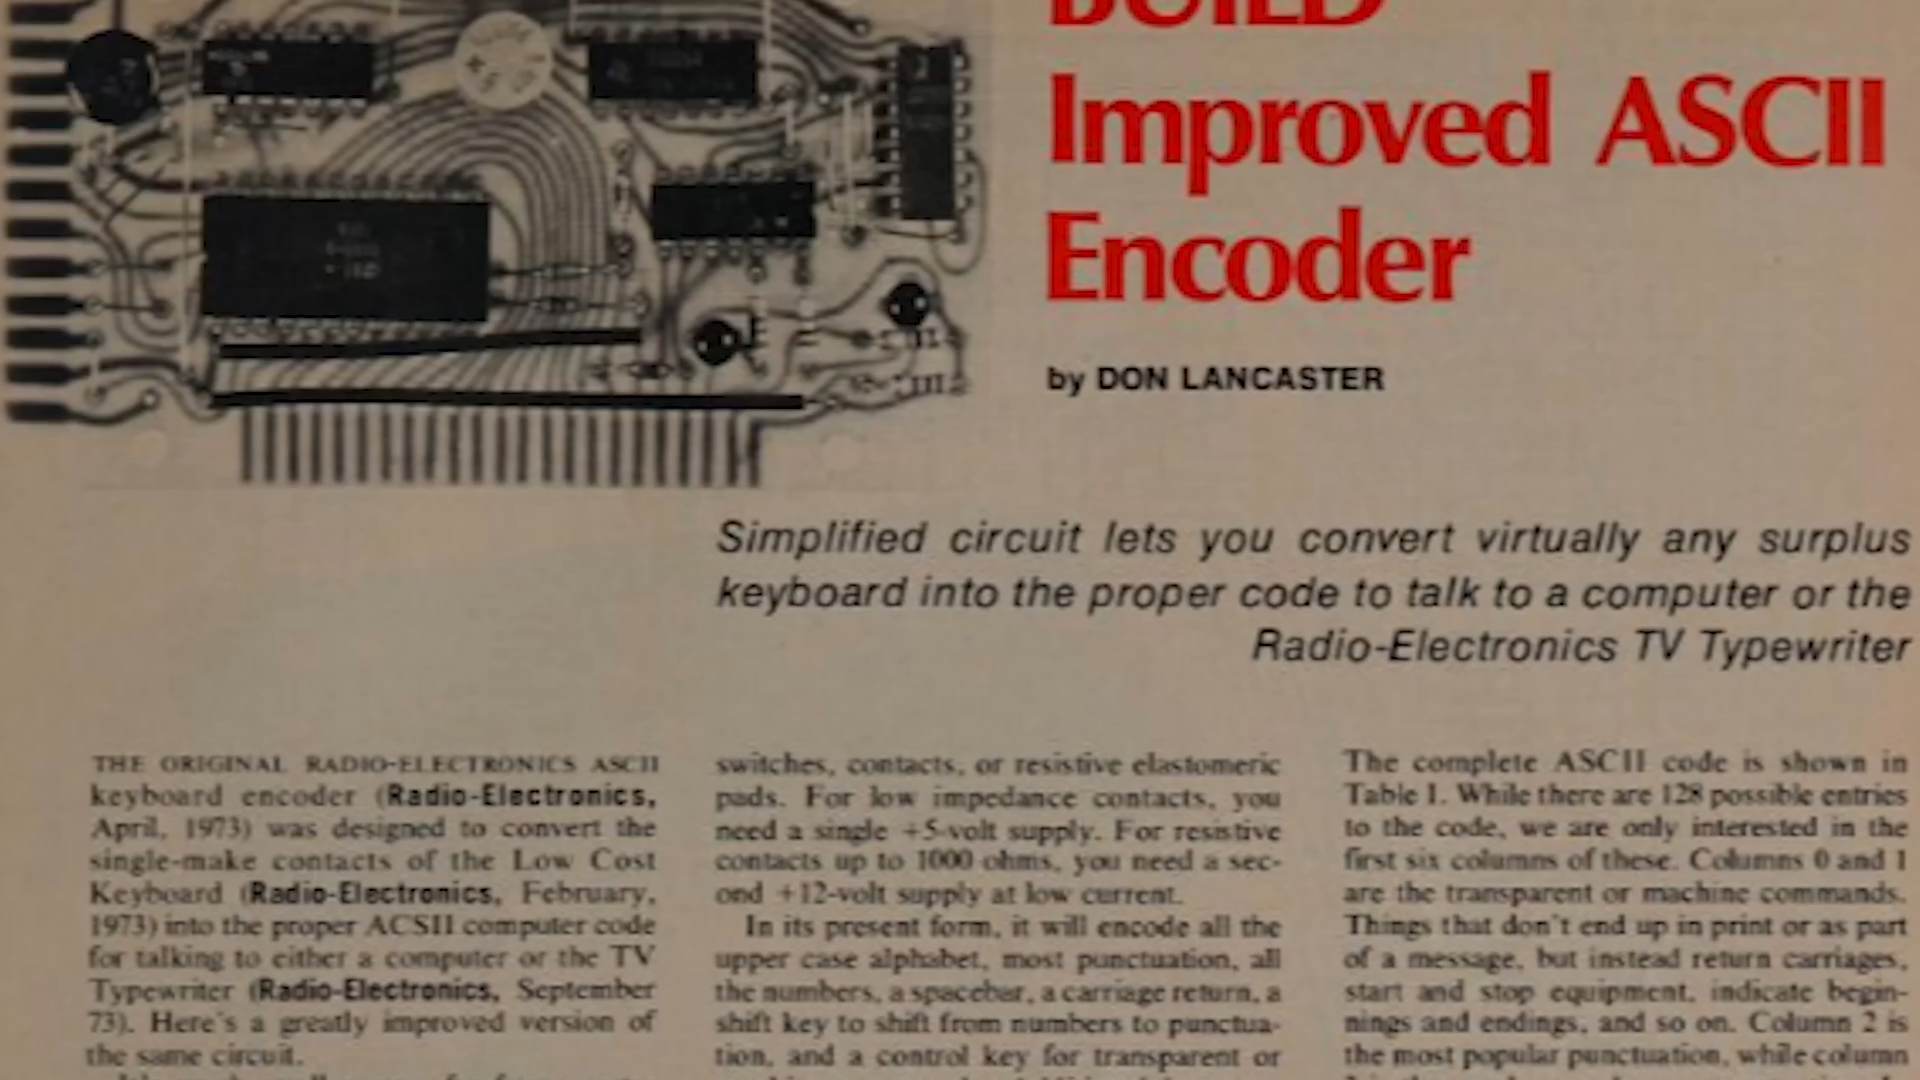 BUILD
Improved ASCII
Encoder
by DON LANCASTER
Simplified circuit lets you convert virtually any surplus
keyboard into the proper code to talk to a computer or the
Radio-Electronics TV Typewriter
THE ORIGINAL RADIO-ELECTRONICS ASCII
keyboard encoder (Radio-Electronics,
April, 1973) was designed to convert the
single-make contacts of the Low Cost
Keyboard (Radio-Electronics, February,
1973) into the proper ACSII computer code
for talking to either a computer or the TV
Typewriter (Radio-Electronics, September
73). Here's a greatly improved version of
the same circuit.
switches, contacts, or resistive elastomeric
pads. For low impedance contacts, you
need a single +5-volt supply. For resistive
contacts up to 1000 ohms, you need a sec-
ond +12-volt supply at low current.
In its present form, it will encode all the
upper case alphabet, most punctuation, all
the numbers, a spacebar, a carriage return, a
shift key to shift from numbers to punctua-
tion, and a control key for transparent or
The complete ASCII code is shown in
Table I. While there are 128 possible entries
to the code, we are only interested in the
first six columns of these. Columns 0 and 1
are the transparent or machine commands.
Things that don't end up in print or as part
of a message, but instead return carriages,
start and stop equipment, indicate begin-
nings and endings, and so on. Column 2 is
the most popular punctuation, while column